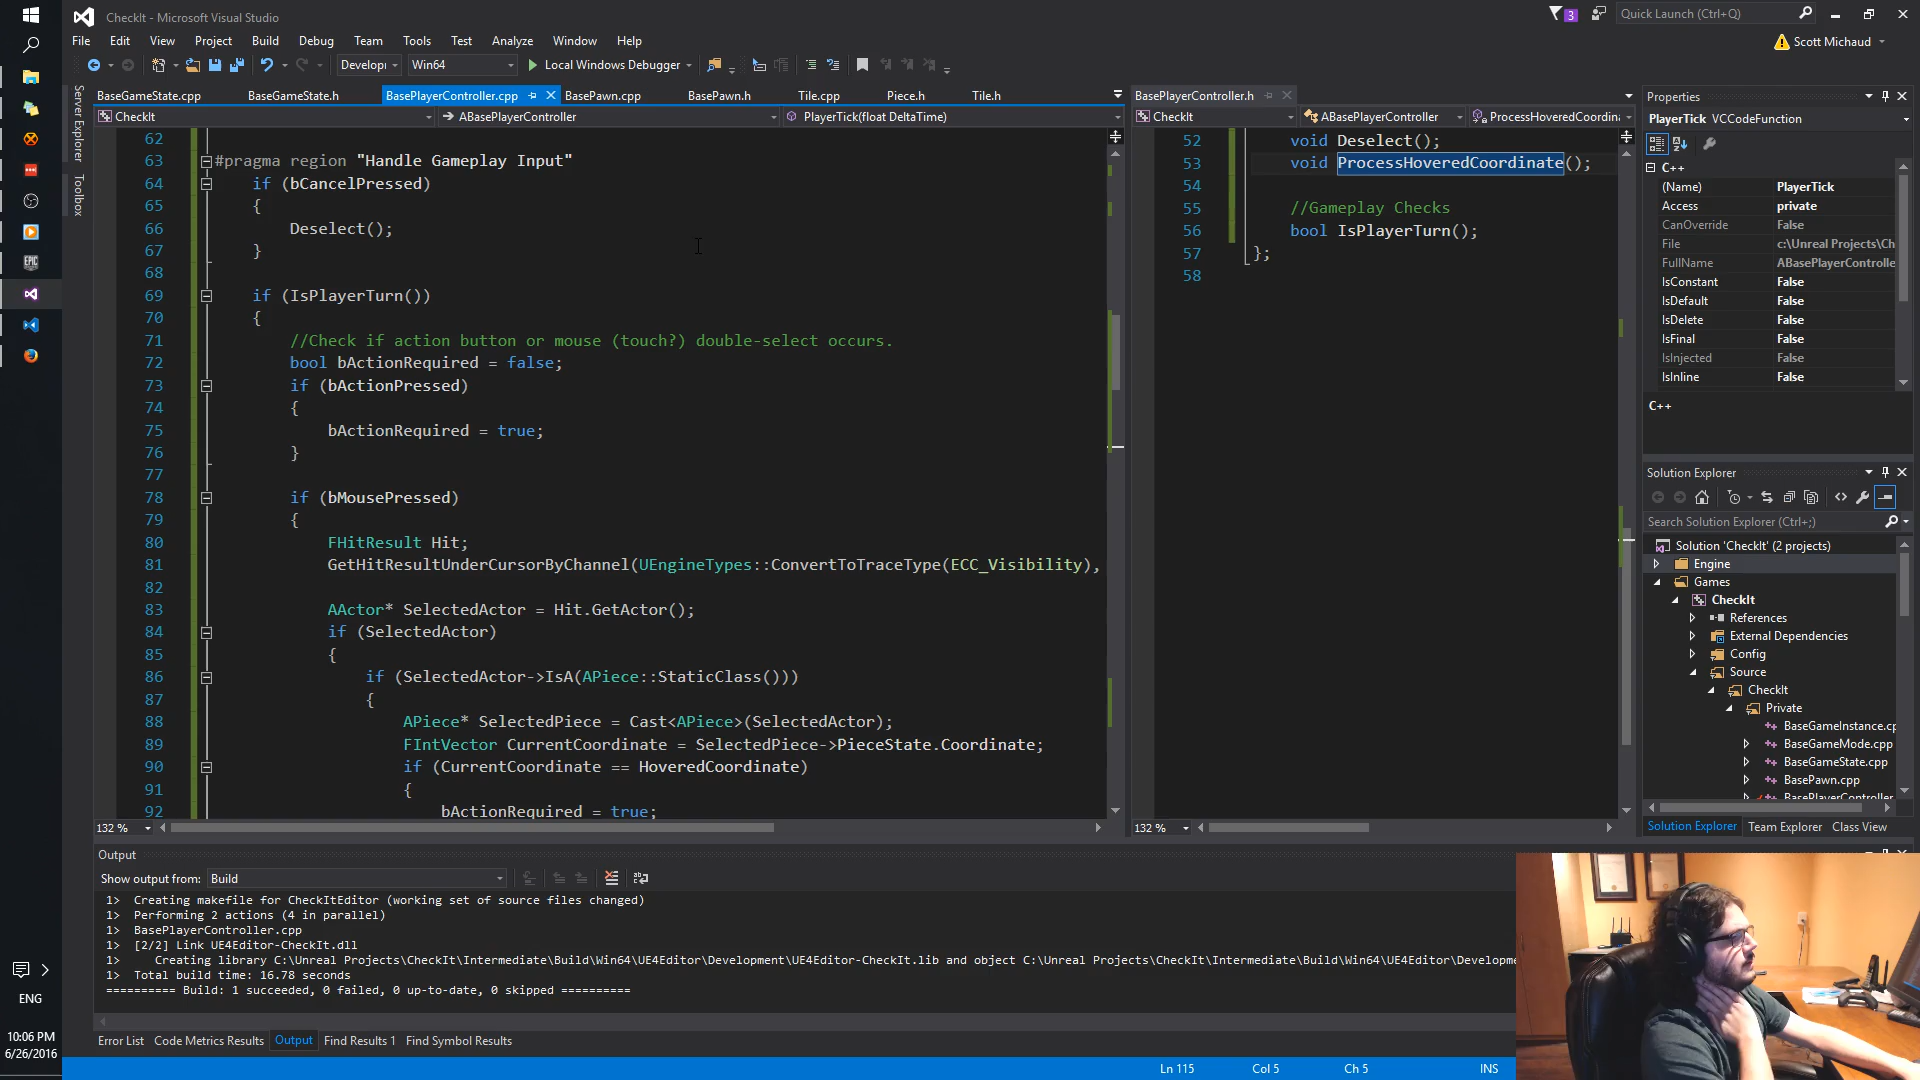 CheckIt - Microsoft Visual Studio
3
Quick Launch (Ctrl+Q)
File Edit View Project Build Debug Team Tools Test Analyze Window Help
Scott Michaud
Developr Win64 Local Windows Debugger
Server Explorer
Toolbox
BaseGameState.cpp BaseGameState.h BasePlayerController.cpp BasePawn.cpp BasePawn.h Tile.cpp Piece.h Tile.h
CheckIt ABasePlayerController PlayerTick(float DeltaTime)
62
63 #pragma region "Handle Gameplay Input"
64 if (bCancelPressed)
65 {
66 Deselect();
67 }
68
69 if (IsPlayerTurn())
70 {
71 //Check if action button or mouse (touch?) double-select occurs.
72 bool bActionRequired = false;
73 if (bActionPressed)
74 {
75 bActionRequired = true;
76 }
77
78 if (bMousePressed)
79 {
80 FHitResult Hit;
81 GetHitResultUnderCursorByChannel(UEngineTypes::ConvertToTraceType(ECC_Visibility),
82
83 AActor* SelectedActor = Hit.GetActor();
84 if (SelectedActor)
85 {
86 if (SelectedActor->IsA(APiece::StaticClass()))
87 {
88 APiece* SelectedPiece = Cast<APiece>(SelectedActor);
89 FIntVector CurrentCoordinate = SelectedPiece->PieceState.Coordinate;
90 if (CurrentCoordinate == HoveredCoordinate)
91 {
92 bActionRequired = true;
132 %
BasePlayerController.h
CheckIt ABasePlayerController ProcessHoveredCoordina
52 void Deselect();
53 void ProcessHoveredCoordinate();
54
55 //Gameplay Checks
56 bool IsPlayerTurn();
57 };
58
132 %
Properties
PlayerTick VCCodeFunction
C++
(Name) PlayerTick
Access private
CanOverride False
File c:\Unreal Projects\Ch
FullName ABasePlayerControlle
IsConstant False
IsDefault False
IsDelete False
IsFinal False
IsInjected False
IsInline False
C++
Solution Explorer
Search Solution Explorer (Ctrl+;)
Solution 'CheckIt' (2 projects)
Engine
Games
CheckIt
References
External Dependencies
Config
Source
CheckIt
Private
BaseGameInstance.cp
BaseGameMode.cpp
BaseGameState.cpp
BasePawn.cpp
BasePlayerController
Solution Explorer Team Explorer Class View
Output
Show output from: Build
1> Creating makefile for CheckItEditor (working set of source files changed)
1> Performing 2 actions (4 in parallel)
1> BasePlayerController.cpp
1> [2/2] Link UE4Editor-CheckIt.dll
1> Creating library C:\Unreal Projects\CheckIt\Intermediate\Build\Win64\UE4Editor\Development\UE4Editor-CheckIt.lib and object C:\Unreal Projects\CheckIt\Intermediate\Build\Win64\UE4Editor\Developme
1> Total build time: 16.78 seconds
========== Build: 1 succeeded, 0 failed, 0 up-to-date, 0 skipped ==========
Error List Code Metrics Results Output Find Results 1 Find Symbol Results
Ln 115 Col 5 Ch 5 INS
EPIC
ENG
10:06 PM
6/26/2016